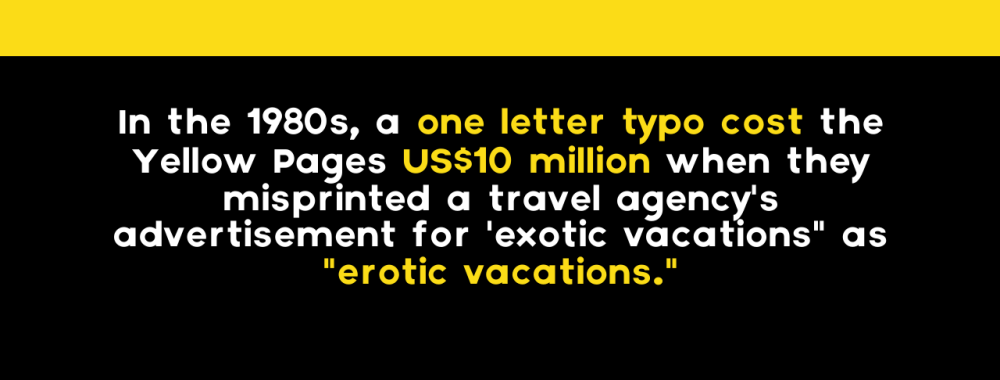 In the 1980s, a one letter typo cost the
Yellow Pages US$10 million when they
misprinted a travel agency's
advertisement for 'exotic vacations" as
"erotic vacations."